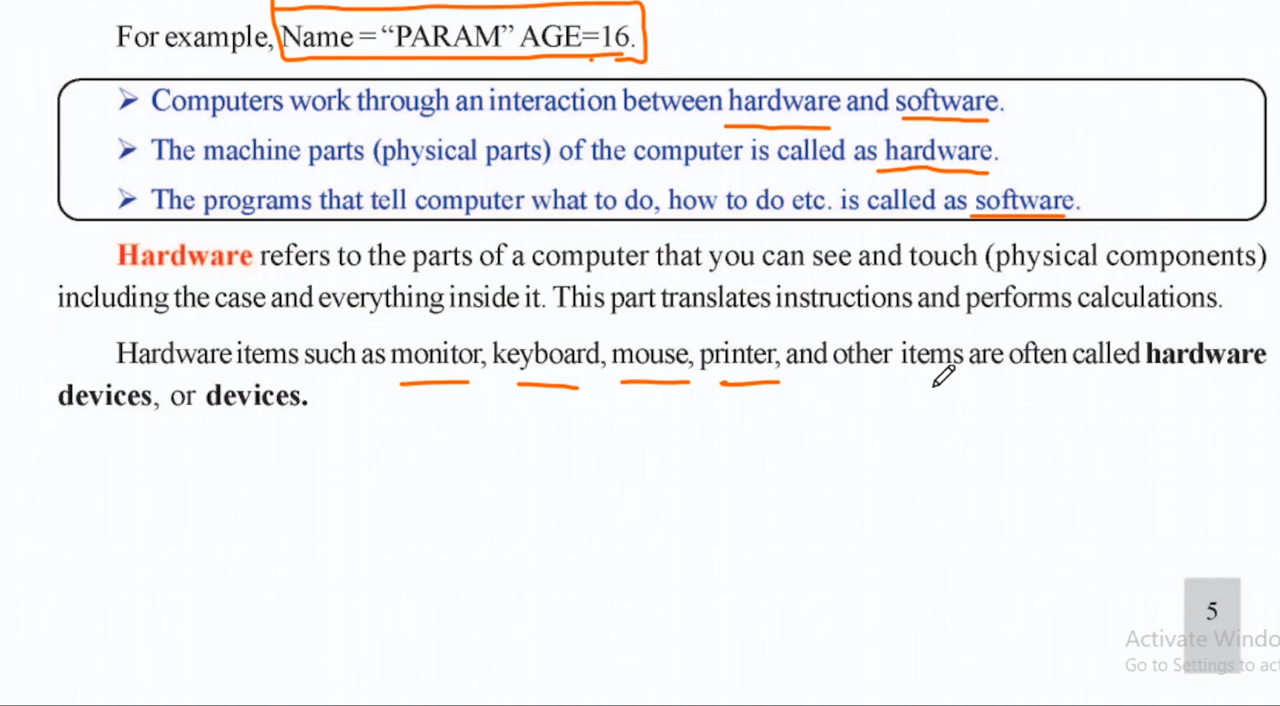 For example, Name = “PARAM” AGE=16.
➢ Computers work through an interaction between hardware and software.
➢ The machine parts (physical parts) of the computer is called as hardware.
➢ The programs that tell computer what to do, how to do etc. is called as software.
Hardware refers to the parts of a computer that you can see and touch (physical components)
including the case and everything inside it. This part translates instructions and performs calculations.
Hardware items such as monitor, keyboard, mouse, printer, and other items are often called hardware
devices, or devices.
5
Activate Windo
Go to Settings to act